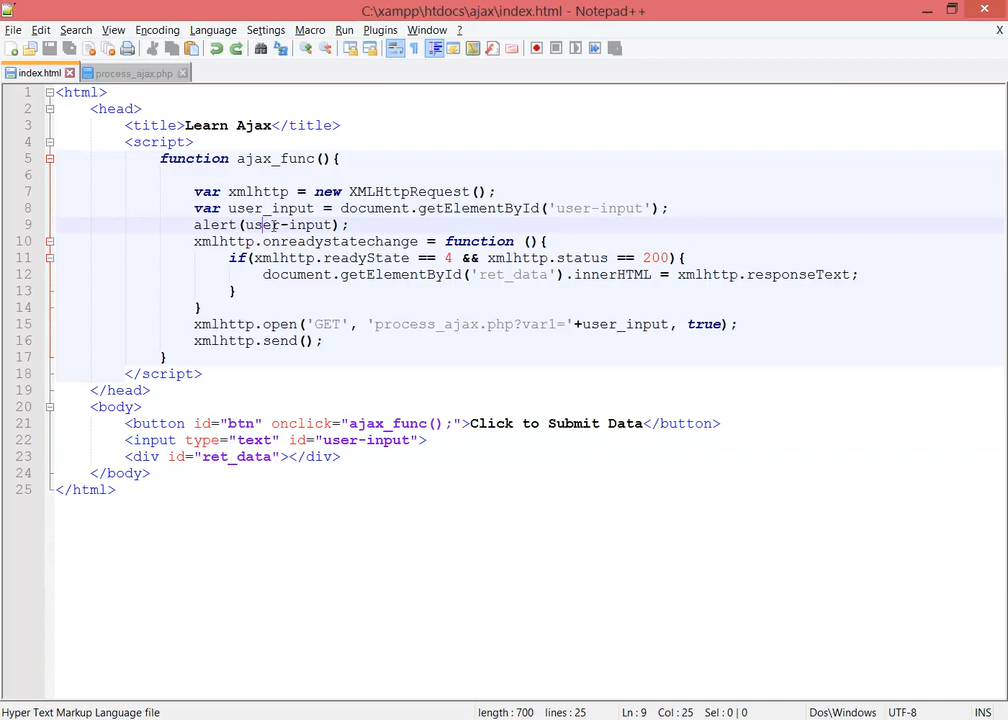 C:\xampp\htdocs\ajax\index.html - Notepad++
File Edit Search View Encoding Language Settings Macro Run Plugins Window ? X
index.html process_ajax.php
1 <html>
2 <head>
3 <title>Learn Ajax</title>
4 <script>
5 function ajax_func(){
6
7 var xmlhttp = new XMLHttpRequest();
8 var user_input = document.getElementById('user-input');
9 alert(user-input);
10 xmlhttp.onreadystatechange = function (){
11 if(xmlhttp.readyState == 4 && xmlhttp.status == 200){
12 document.getElementById('ret_data').innerHTML = xmlhttp.responseText;
13 }
14 }
15 xmlhttp.open('GET', 'process_ajax.php?var1='+user_input, true);
16 xmlhttp.send();
17 }
18 </script>
19 </head>
20 <body>
21 <button id="btn" onclick="ajax_func();">Click to Submit Data</button>
22 <input type="text" id="user-input">
23 <div id="ret_data"></div>
24 </body>
25 </html>
Hyper Text Markup Language file length : 700 lines : 25 Ln : 9 Col : 25 Sel : 0 | 0 Dos\Windows UTF-8 INS